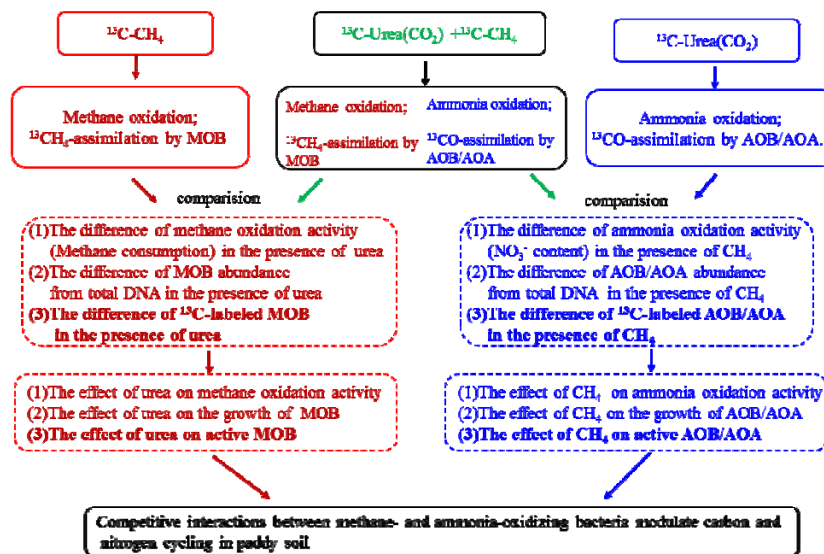 ¹³C-CH₄
¹³C-Urea(CO₂) +¹³C-CH₄
¹³C-Urea(CO₂)
Methane oxidation;
¹³CH₄-assimilation by MOB
Methane oxidation;
¹³CH₄-assimilation by
MOB
Ammonia oxidation;
¹³CO-assimilation by
AOB/AOA
Ammonia oxidation;
¹³CO-assimilation by AOB/AOA.
comparision
comparision
(1)The difference of methane oxidation activity
(Methane consumption) in the presence of urea
(2)The difference of MOB abundance
from total DNA in the presence of urea
(3)The difference of ¹³C-labeled MOB
in the presence of urea
(1)The difference of ammonia oxidation activity
(NO₃⁻ content) in the presence of CH₄
(2)The difference of AOB/AOA abundance
from total DNA in the presence of CH₄
(3)The difference of ¹³C-labeled AOB/AOA
in the presence of CH₄
(1)The effect of urea on methane oxidation activity
(2)The effect of urea on the growth of MOB
(3)The effect of urea on active MOB
(1)The effect of CH₄ on ammonia oxidation activity
(2)The effect of CH₄ on the growth of AOB/AOA
(3)The effect of CH₄ on active AOB/AOA
Competitive interactions between methane- and ammonia-oxidizing bacteria modulate carbon and
nitrogen cycling in paddy soil